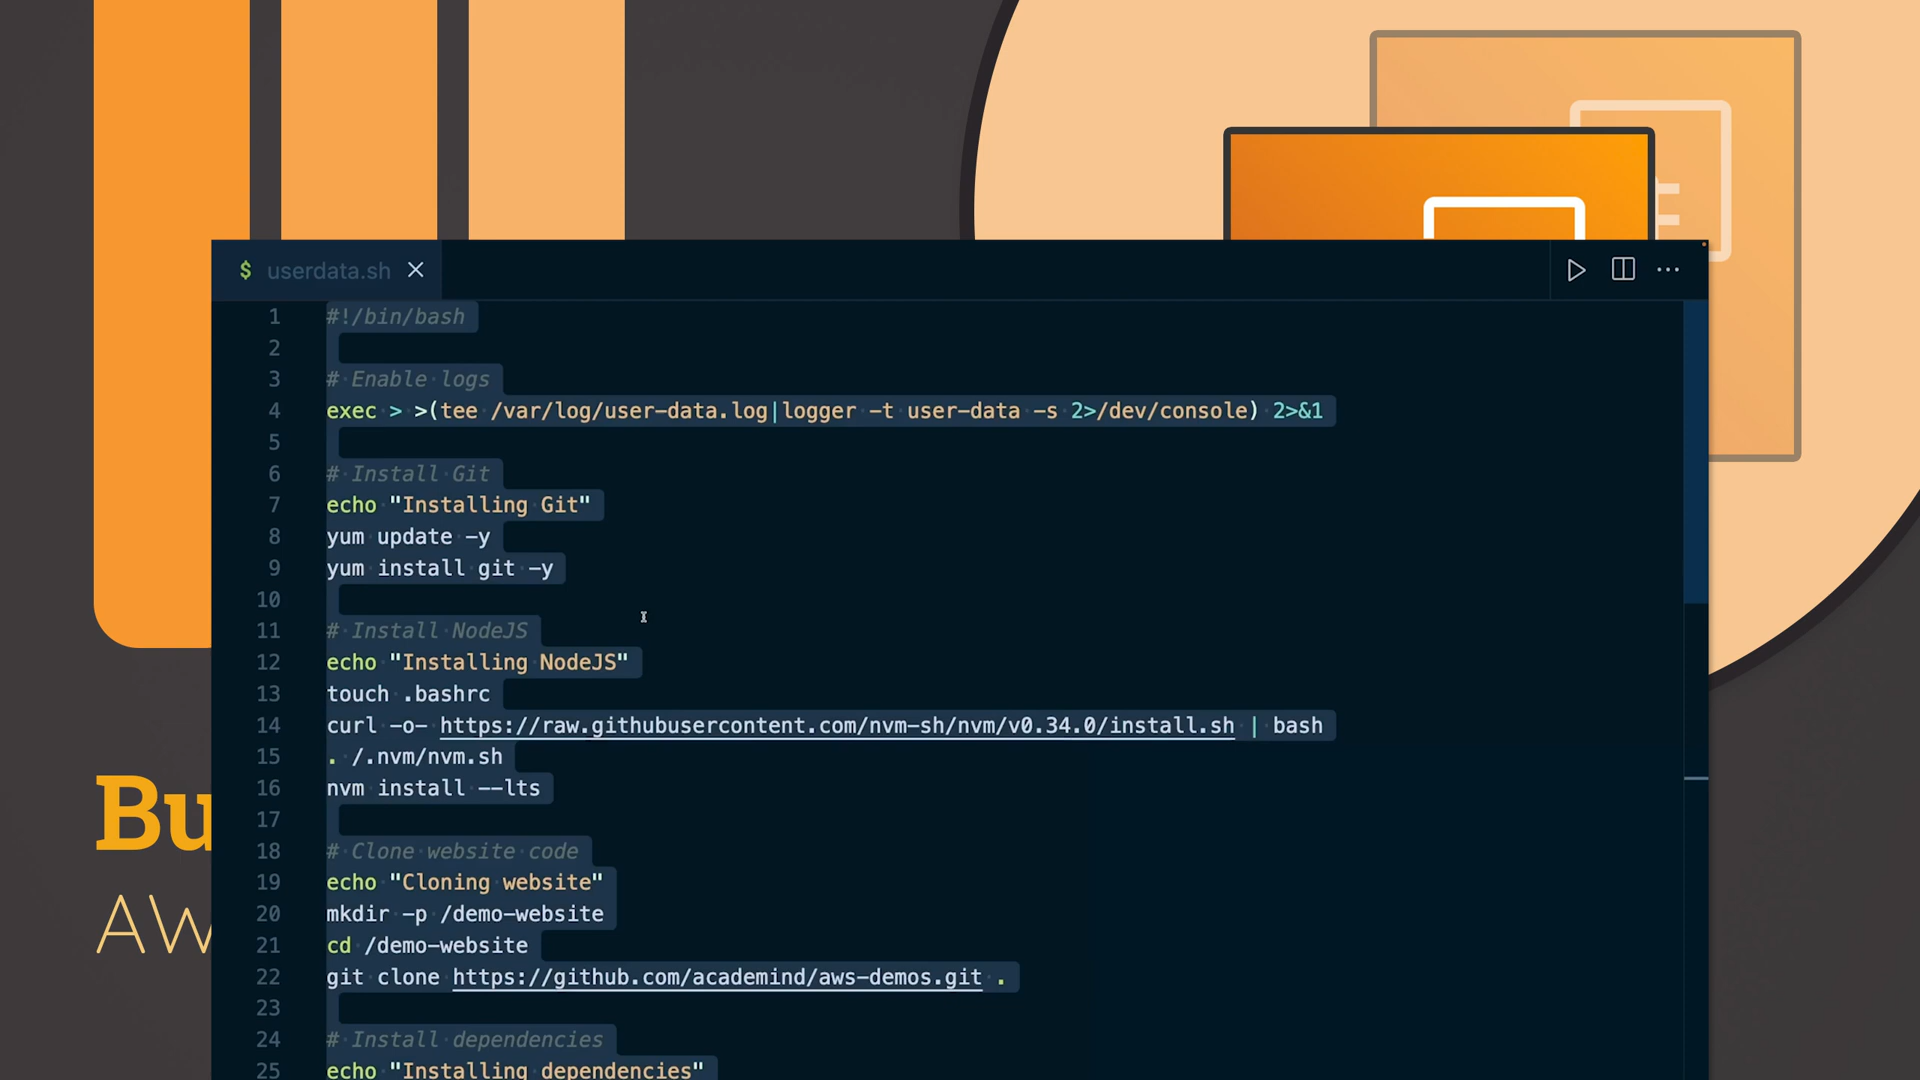 $ userdata.sh
1 #!/bin/bash
2
3 # Enable logs
4 exec > >(tee /var/log/user-data.log|logger -t user-data -s 2>/dev/console) 2>&1
5
6 # Install Git
7 echo "Installing Git"
8 yum update -y
9 yum install git -y
10
11 # Install NodeJS
12 echo "Installing NodeJS"
13 touch .bashrc
14 curl -o- https://raw.githubusercontent.com/nvm-sh/nvm/v0.34.0/install.sh | bash
15 . /.nvm/nvm.sh
16 nvm install --lts
17
18 # Clone website code
19 echo "Cloning website"
20 mkdir -p /demo-website
21 cd /demo-website
22 git clone https://github.com/academind/aws-demos.git .
23
24 # Install dependencies
25 echo "Installing dependencies"
Bu
AW